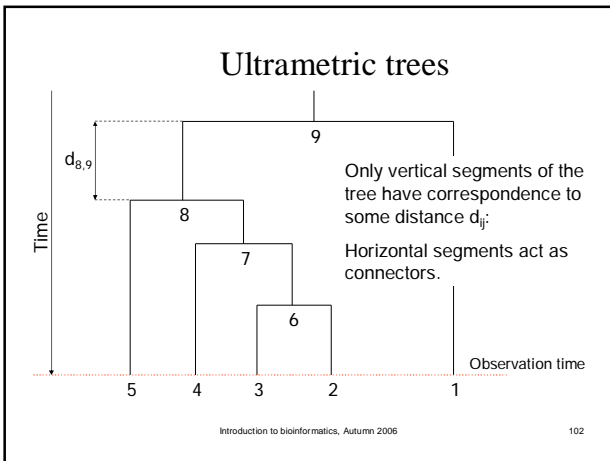 Ultrametric trees
9
d8,9
Only vertical segments of the
tree have correspondence to
some distance dij:
Horizontal segments act as
connectors.
8
Time
7
6
Observation time
5 4 3 2 1
Introduction to bioinformatics, Autumn 2006 102